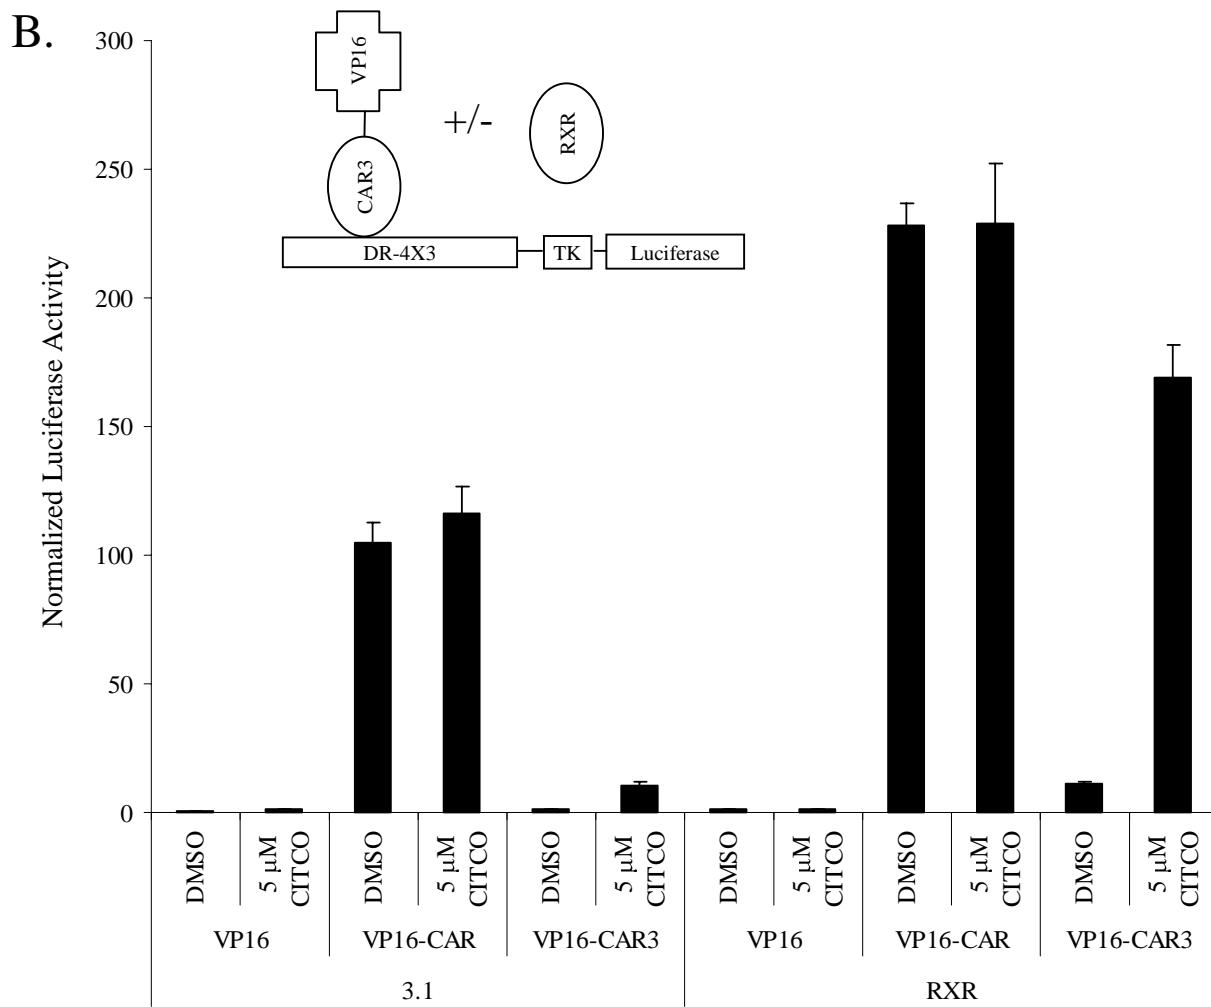 B.
300
250
200
150
100
50
0
Normalized Luciferase Activity
VP16
CAR3
+/-
RXR
DR-4X3
TK
Luciferase
DMSO
5 µM
CITCO
DMSO
5 µM
CITCO
DMSO
5 µM
CITCO
DMSO
5 µM
CITCO
DMSO
5 µM
CITCO
DMSO
5 µM
CITCO
VP16 VP16-CAR VP16-CAR3 VP16 VP16-CAR VP16-CAR3
3.1 RXR